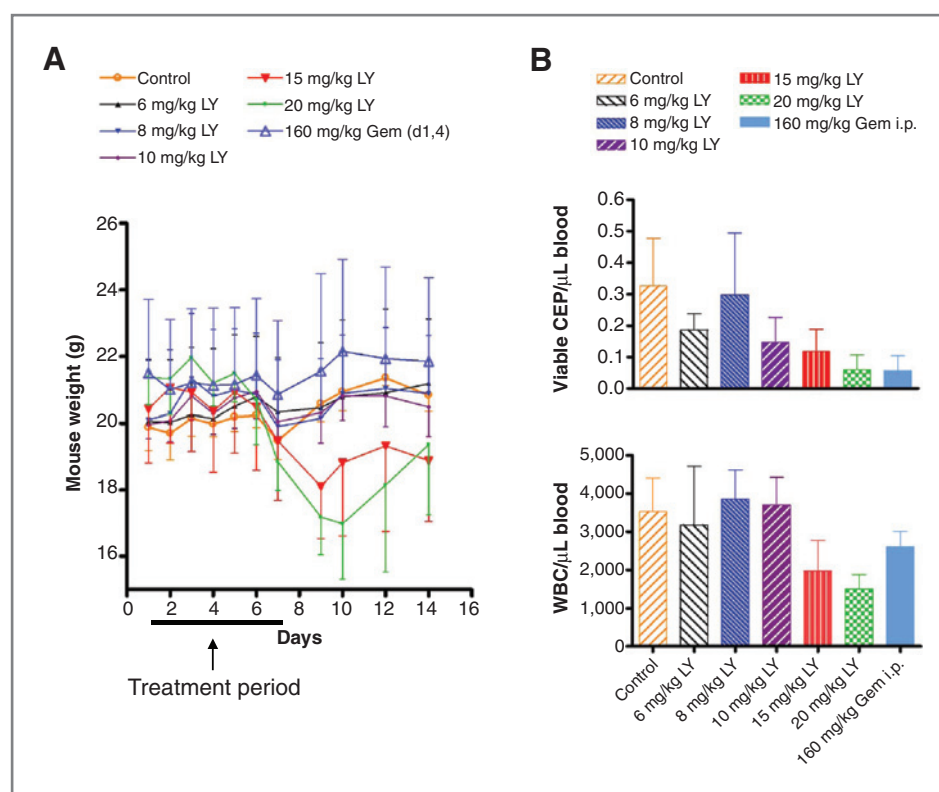 A
Control
6 mg/kg LY
8 mg/kg LY
10 mg/kg LY
15 mg/kg LY
20 mg/kg LY
160 mg/kg Gem (d1,4)
Mouse weight (g)
26
24
22
20
18
16
0 2 4 6 8 10 12 14 16
Days
Treatment period
B
Control
6 mg/kg LY
8 mg/kg LY
10 mg/kg LY
15 mg/kg LY
20 mg/kg LY
160 mg/kg Gem i.p.
Viable CEP/µL blood
0.6
0.5
0.4
0.3
0.2
0.1
0.0
WBC/µL blood
5,000
4,000
3,000
2,000
1,000
0
Control
6 mg/kg LY
8 mg/kg LY
10 mg/kg LY
15 mg/kg LY
20 mg/kg LY
160 mg/kg Gem i.p.